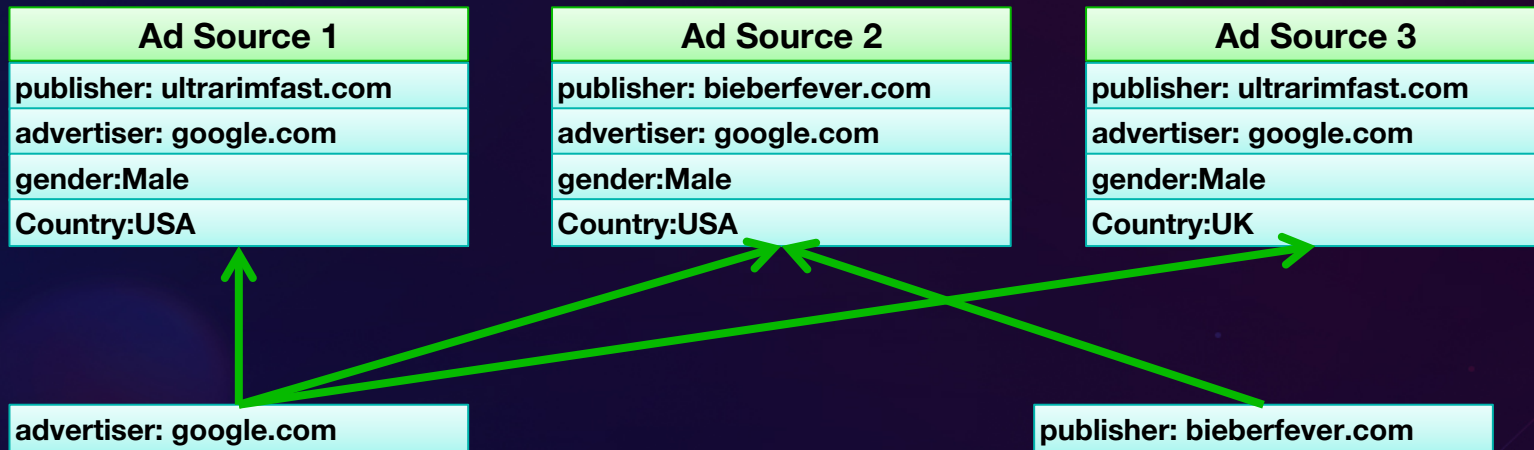 Ad Source 1
publisher: ultrarimfast.com
advertiser: google.com
gender:Male
Country:USA
Ad Source 2
publisher: bieberfever.com
advertiser: google.com
gender:Male
Country:USA
Ad Source 3
publisher: ultrarimfast.com
advertiser: google.com
gender:Male
Country:UK
advertiser: google.com
publisher: bieberfever.com